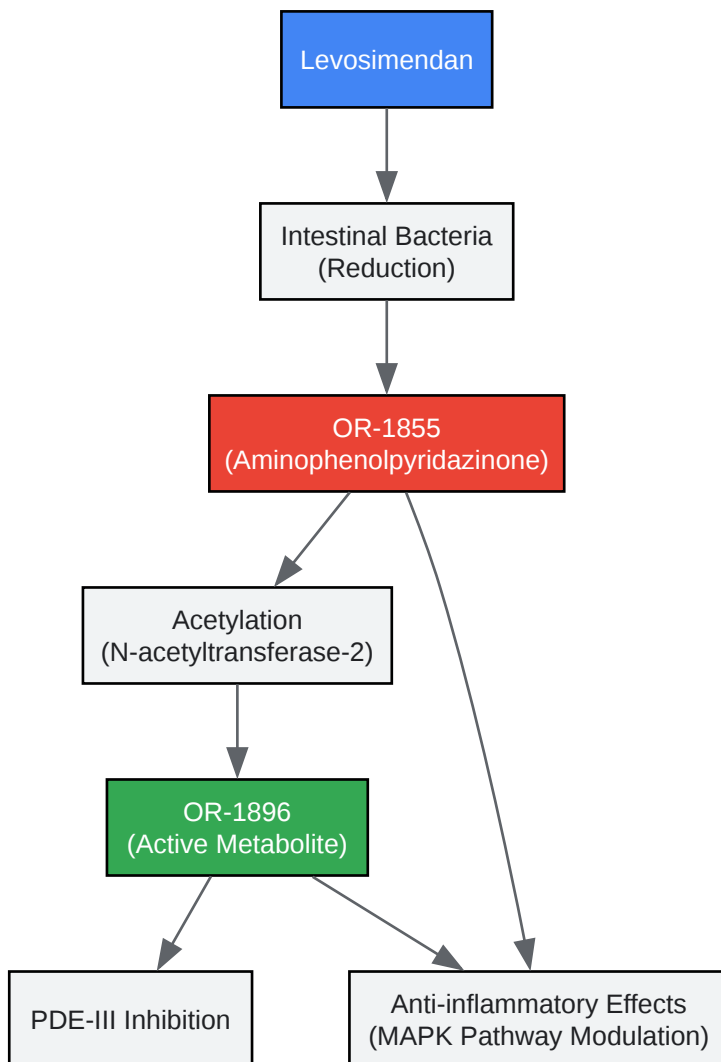 Levosimendan
Intestinal Bacteria
(Reduction)
OR-1855
(Aminophenolpyridazinone)
Acetylation
(N-acetyltransferase-2)
OR-1896
(Active Metabolite)
PDE-III Inhibition
Anti-inflammatory Effects
(MAPK Pathway Modulation)